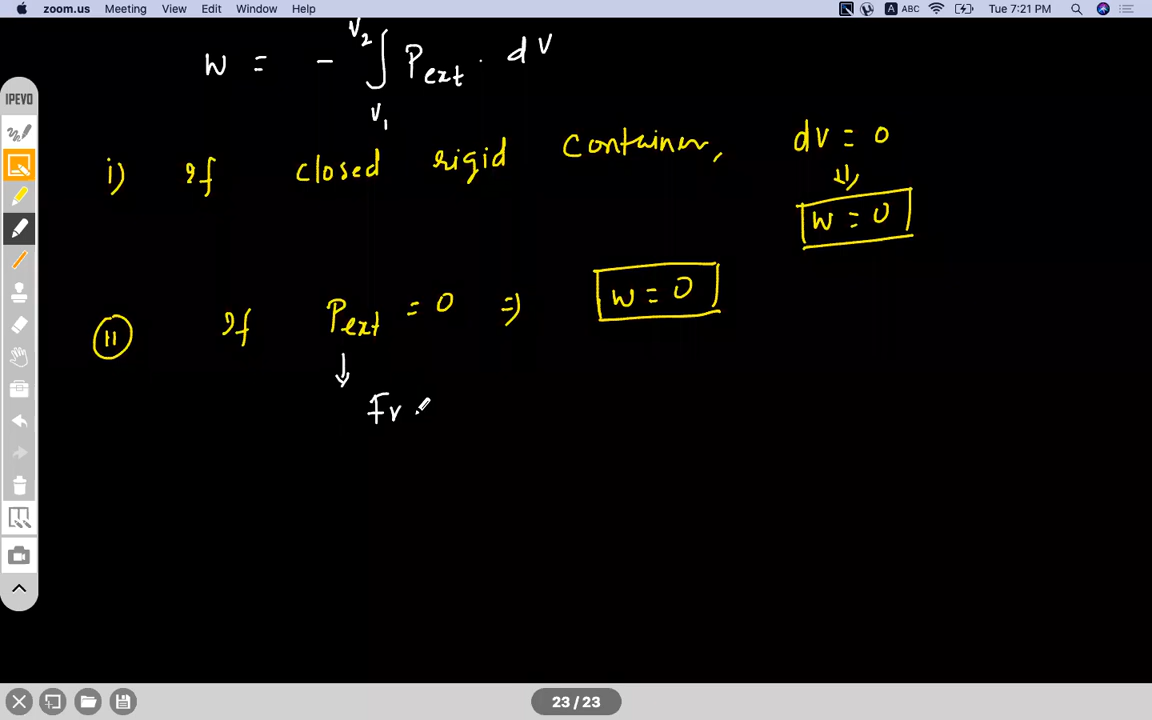 zoom.us Meeting View Edit Window Help ABC Tue 7:21 PM
IPEVO
W = - ∫ V₁ V₂ Pext . dV
i) If closed rigid container, dV = 0
⇓
W = 0
(ii) If Pext = 0 ⇒ W = 0
↓
Fr
23 / 23